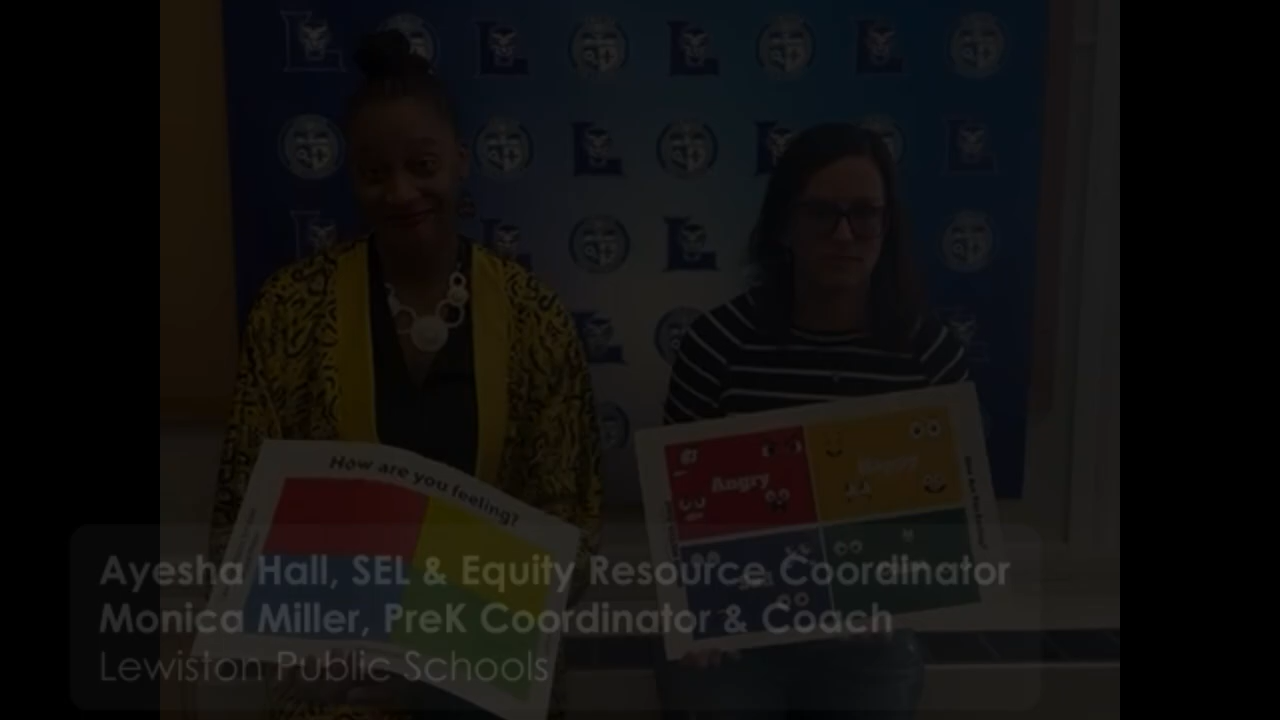 How are you feeling?
Angry
Happy
Ayesha Hall, SEL & Equity Resource Coordinator
Monica Miller, PreK Coordinator & Coach
Lewiston Public Schools